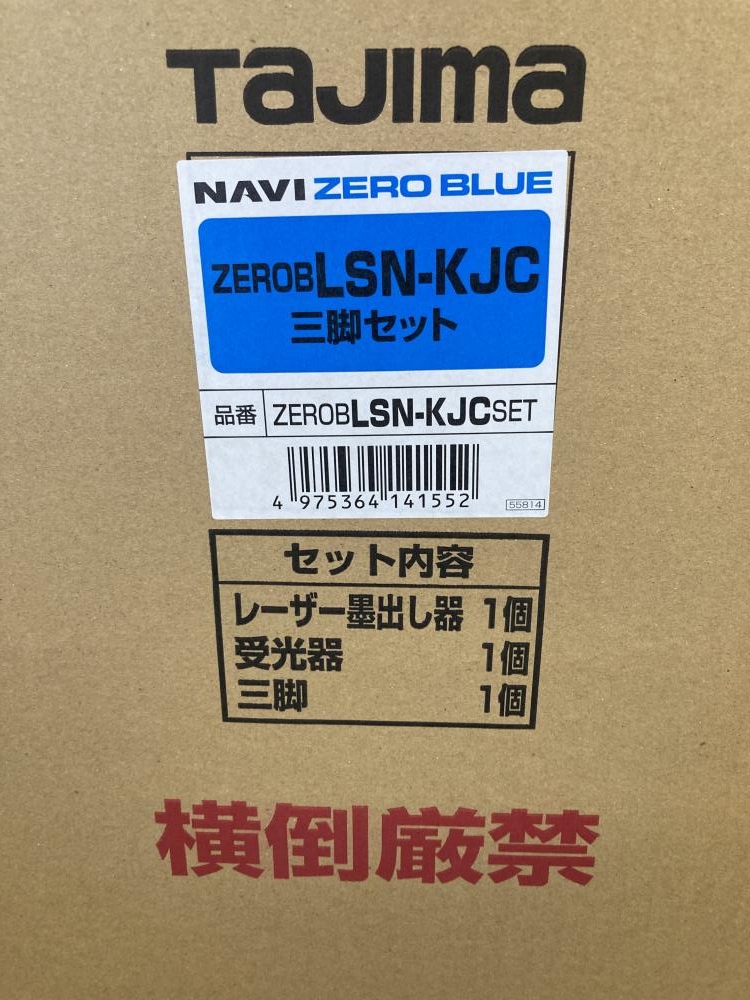 TaJima
NAVI ZERO BLUE
ZEROBLSN-KJC
三脚セット
品番 ZEROBLSN-KJCSET
4 975364 141552
55814
セット内容
レーザー墨出し器 1個
受光器 1個
三脚 1個
横倒厳禁